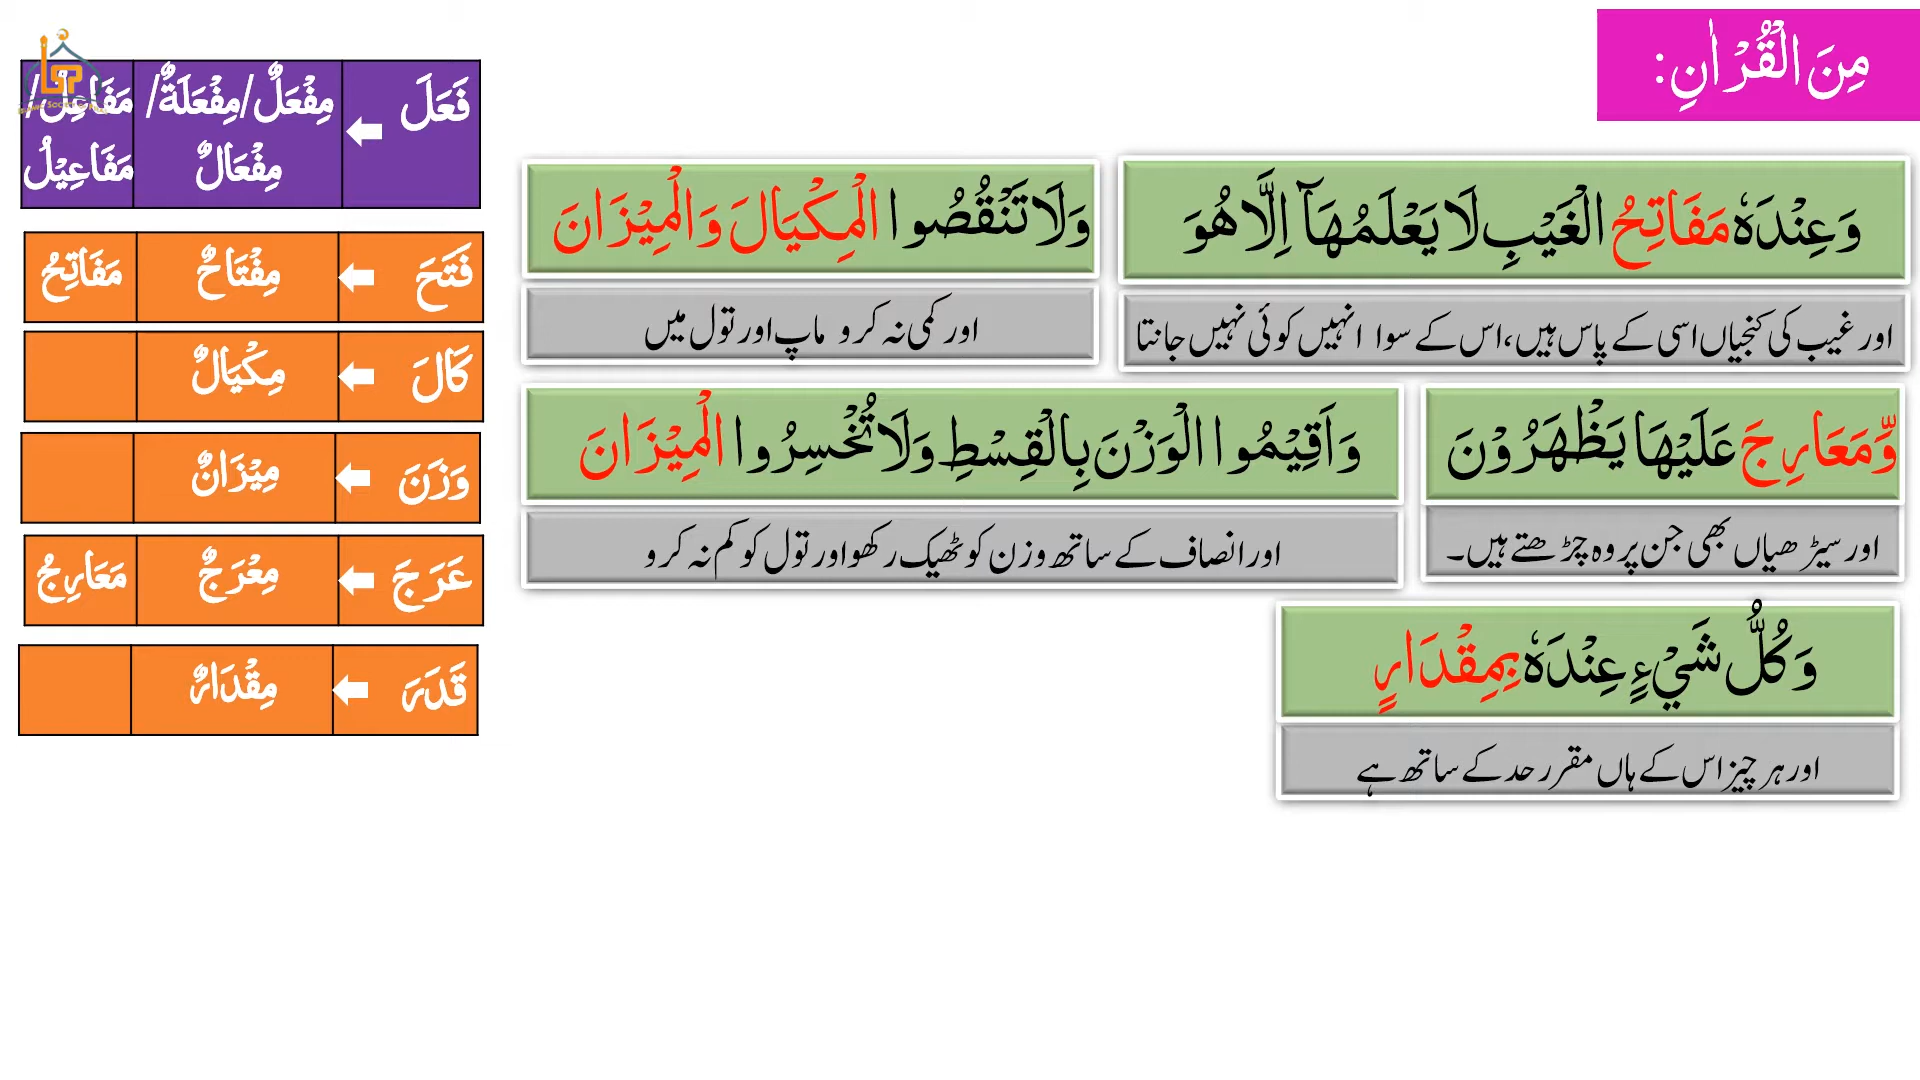 مِنَ الْقُرْاٰنِ:
وَعِنْدَهٗ مَفَاتِحُ الْغَيْبِ لَا يَعْلَمُهَآ اِلَّا هُوَ
اور غیب کی کنجیاں اسی کے پاس ہیں، اس کے سوا انہیں کوئی نہیں جانتا
وَلَا تَنْقُصُوا الْمِكْيَالَ وَالْمِيْزَانَ
اور کمی نہ کرو ماپ اور تول میں
وَّمَعَارِجَ عَلَيْهَا يَظْهَرُوْنَ
اور سیڑھیاں بھی جن پر وہ چڑھتے ہیں۔
وَاَقِيْمُوا الْوَزْنَ بِالْقِسْطِ وَلَا تُخْسِرُوا الْمِيْزَانَ
اور انصاف کے ساتھ وزن کو ٹھیک رکھو اور تول کو کم نہ کرو
وَكُلُّ شَيْءٍ عِنْدَهٗ بِمِقْدَارٍ
اور ہر چیز اس کے ہاں مقرر حد کے ساتھ ہے
فَعَلَ مِفْعَلٌ/مِفْعَلَةٌ/ مَفَاعِلُ/
مِفْعَالٌ مَفَاعِيْلُ
فَتَحَ مِفْتَاحٌ مَفَاتِحُ
كَالَ مِكْيَالٌ
وَزَنَ مِيْزَانٌ
عَرَجَ مِعْرَجٌ مَعَارِجُ
قَدَرَ مِقْدَارٌ